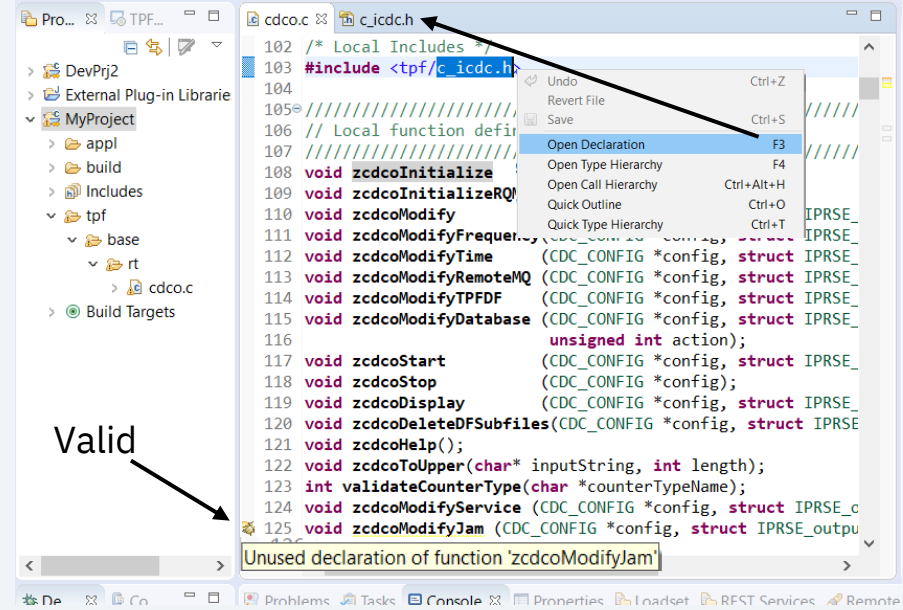 Pro... TPF...
cdco.c c_icdc.h
DevPrj2
External Plug-in Librarie
MyProject
appl
build
Includes
tpf
base
rt
cdco.c
Build Targets
Valid
102 /* Local Includes */
103 #include <tpf/c_icdc.h>
104
105 ///////////////////////
106 // Local function defin
107 ///////////////////////
108 void zcdcoInitialize
109 void zcdcoInitializeRQM
110 void zcdcoModify IPRSE_
111 void zcdcoModifyFrequency(CDC_CONFIG *config, struct IPRSE_
112 void zcdcoModifyTime (CDC_CONFIG *config, struct IPRSE_
113 void zcdcoModifyRemoteMQ (CDC_CONFIG *config, struct IPRSE_
114 void zcdcoModifyTPFDF (CDC_CONFIG *config, struct IPRSE_
115 void zcdcoModifyDatabase (CDC_CONFIG *config, struct IPRSE_
116 unsigned int action);
117 void zcdcoStart (CDC_CONFIG *config, struct IPRSE_
118 void zcdcoStop (CDC_CONFIG *config);
119 void zcdcoDisplay (CDC_CONFIG *config, struct IPRSE_
120 void zcdcoDeleteDFSubfiles(CDC_CONFIG *config, struct IPRSE
121 void zcdcoHelp();
122 void zcdcoToUpper(char* inputString, int length);
123 int validateCounterType(char *counterTypeName);
124 void zcdcoModifyService (CDC_CONFIG *config, struct IPRSE_o
125 void zcdcoModifyJam (CDC_CONFIG *config, struct IPRSE_outpu
Undo Ctrl+Z
Revert File
Save Ctrl+S
Open Declaration F3
Open Type Hierarchy F4
Open Call Hierarchy Ctrl+Alt+H
Quick Outline Ctrl+O
Quick Type Hierarchy Ctrl+T
Unused declaration of function 'zcdcoModifyJam'
De... Co... Problems Tasks Console Properties Loadset REST Services Remote